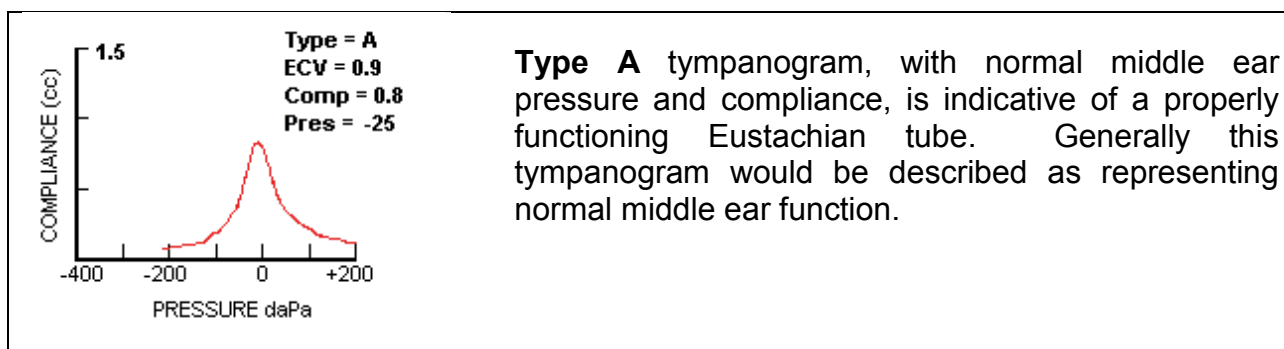 1.5
Type = A
ECV = 0.9
Comp = 0.8
Pres = -25
COMPLIANCE (cc)
-400 -200 0 +200
PRESSURE daPa
Type A tympanogram, with normal middle ear
pressure and compliance, is indicative of a properly
functioning Eustachian tube. Generally this
tympanogram would be described as representing
normal middle ear function.